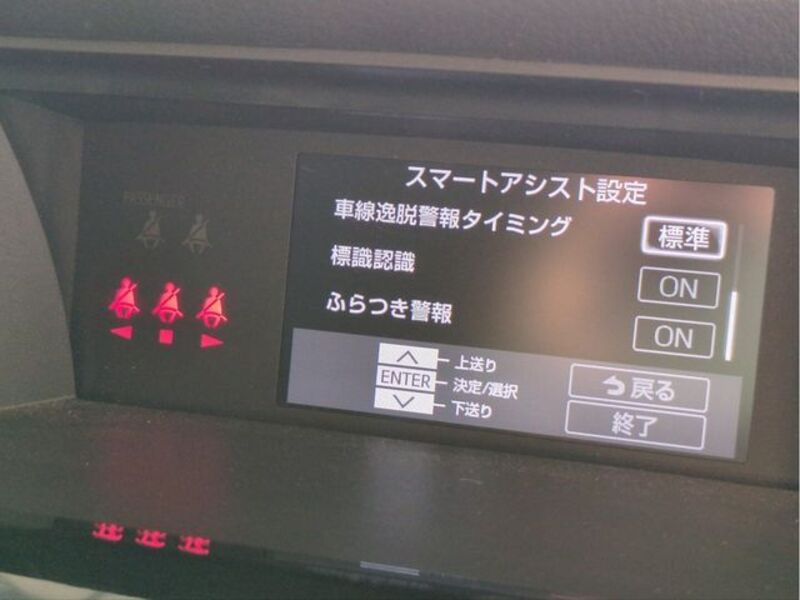 スマートアシスト設定
車線逸脱警報タイミング 標準
標識認識 ON
ふらつき警報 ON
PASSENGER
上送り
ENTER 決定/選択
下送り
戻る
終了